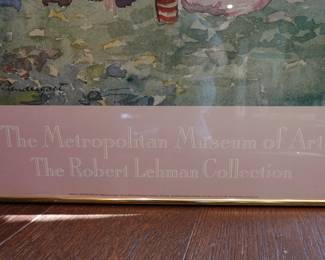 The Metropolitan Museum of Art
The Robert Lehman Collection